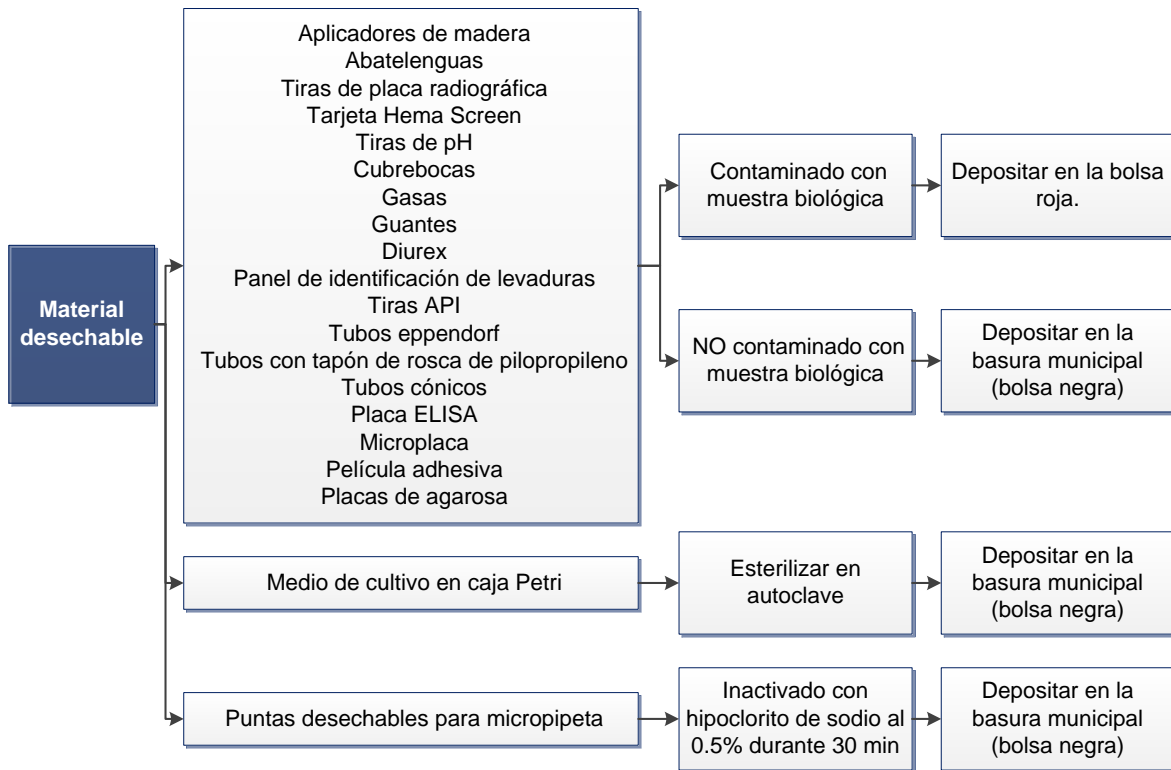 Material
desechable
Aplicadores de madera
Abatelenguas
Tiras de placa radiográfica
Tarjeta Hema Screen
Tiras de pH
Cubrebocas
Gasas
Guantes
Diurex
Panel de identificación de levaduras
Tiras API
Tubos eppendorf
Tubos con tapón de rosca de pilopropileno
Tubos cónicos
Placa ELISA
Microplaca
Película adhesiva
Placas de agarosa
Contaminado con
muestra biológica
Depositar en la bolsa
roja.
NO contaminado con
muestra biológica
Depositar en la
basura municipal
(bolsa negra)
Medio de cultivo en caja Petri
Esterilizar en
autoclave
Depositar en la
basura municipal
(bolsa negra)
Puntas desechables para micropipeta
Inactivado con
hipoclorito de sodio al
0.5% durante 30 min
Depositar en la
basura municipal
(bolsa negra)